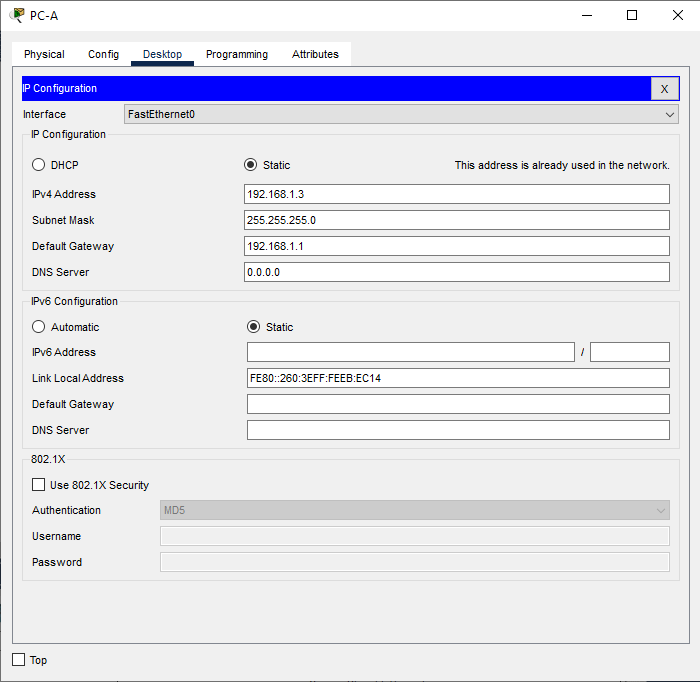 PC-A
Physical Config Desktop Programming Attributes
IP Configuration X
Interface FastEthernet0
IP Configuration
DHCP Static This address is already used in the network.
IPv4 Address 192.168.1.3
Subnet Mask 255.255.255.0
Default Gateway 192.168.1.1
DNS Server 0.0.0.0
IPv6 Configuration
Automatic Static
IPv6 Address /
Link Local Address FE80::260:3EFF:FEEB:EC14
Default Gateway
DNS Server
802.1X
Use 802.1X Security
Authentication MD5
Username
Password
Top